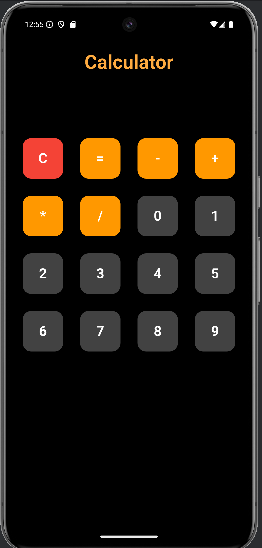 12:55
Calculator
C = - +
* / 0 1
2 3 4 5
6 7 8 9